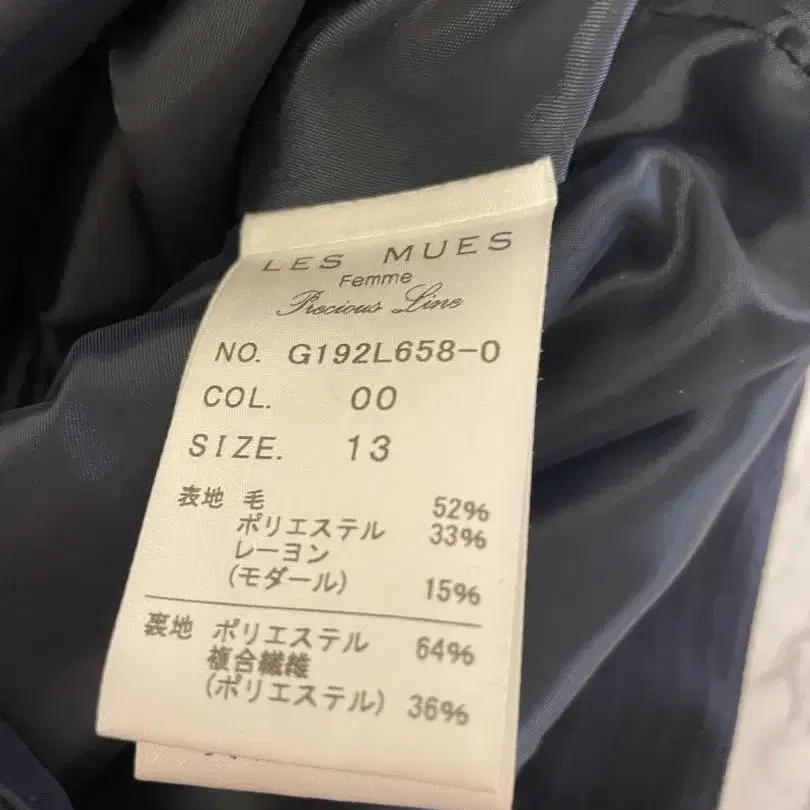 LES MUES
Femme
Precious Line
NO. G192L658-0
COL. 00
SIZE. 13
表地 毛 52%
ポリエステル 33%
レーヨン
(モダール) 15%
裏地 ポリエステル 64%
複合繊維
(ポリエステル) 36%